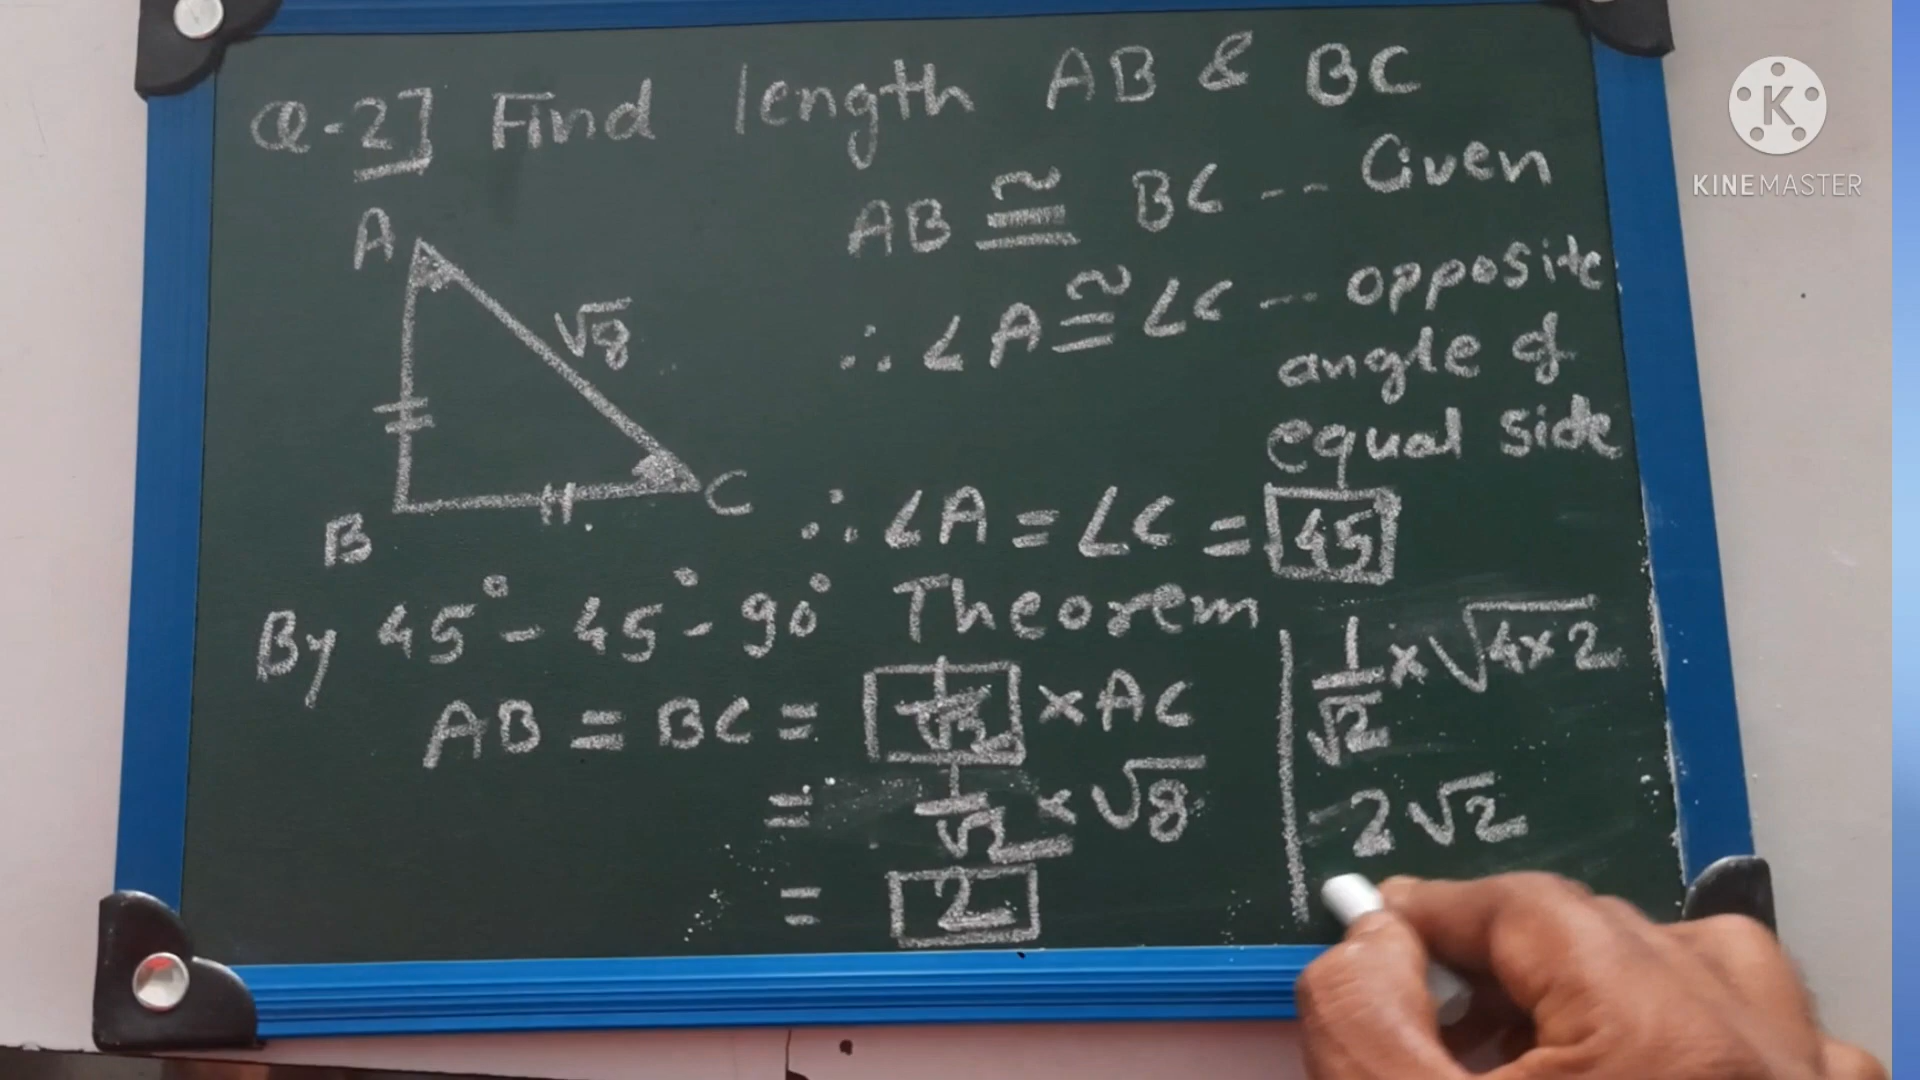 Q-2] Find length AB & BC
AB ≅ BC -- Given
∴ ∠A ≅ ∠C --- opposite
angle of
equal side
A
√8
B
C
∴ ∠A = ∠C = 45°
By 45° - 45° - 90° Theorem
AB = BC = 1/√2 × AC
= 1/√2 × √8
= 2
1/√2 × √4×2
2√2
K
KINEMASTER